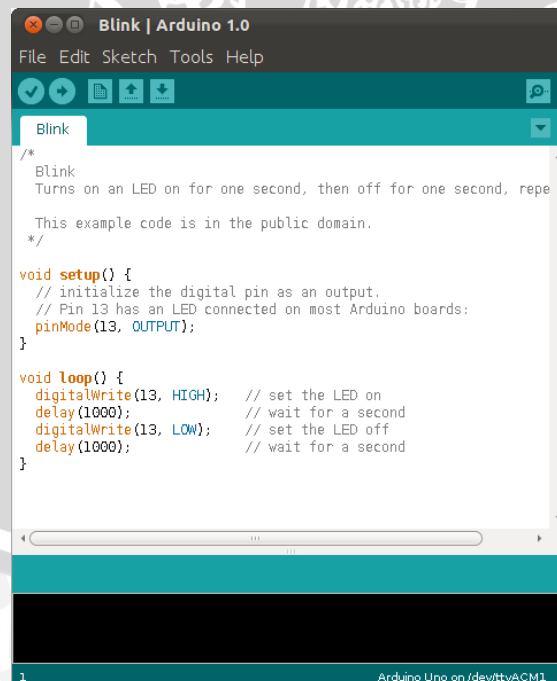 Blink | Arduino 1.0
File Edit Sketch Tools Help
Blink
/*
  Blink
  Turns on an LED on for one second, then off for one second, repe

  This example code is in the public domain.
 */

void setup() {
  // initialize the digital pin as an output.
  // Pin 13 has an LED connected on most Arduino boards:
  pinMode(13, OUTPUT);
}

void loop() {
  digitalWrite(13, HIGH);   // set the LED on
  delay(1000);              // wait for a second
  digitalWrite(13, LOW);    // set the LED off
  delay(1000);              // wait for a second
}
1 Arduino Uno on /dev/ttyACM1